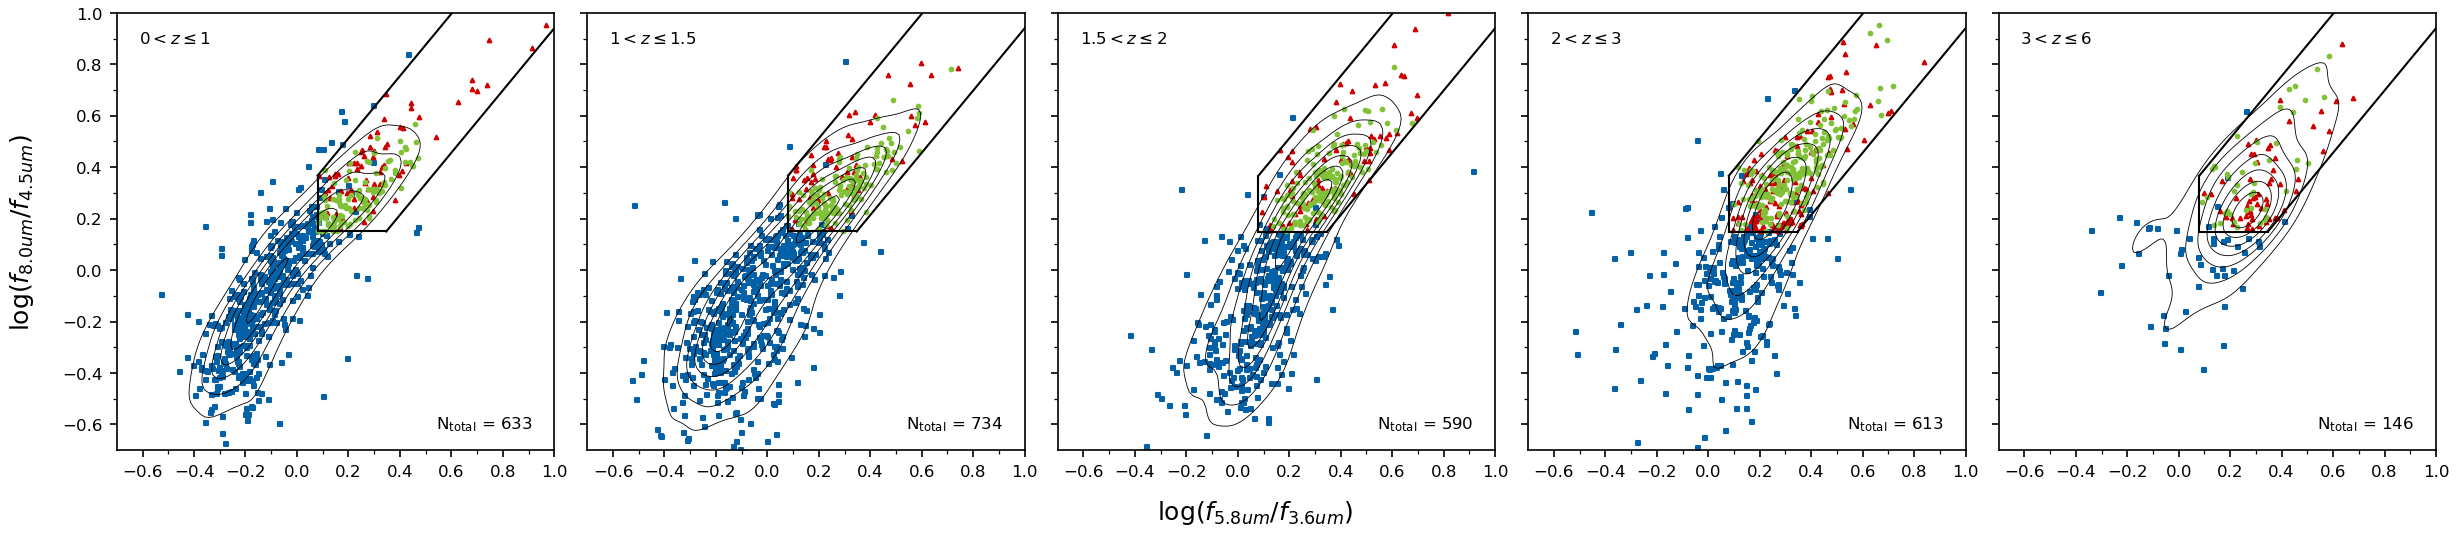 0 < z ≤ 1
1 < z ≤ 1.5
1.5 < z ≤ 2
2 < z ≤ 3
3 < z ≤ 6
1.0
0.8
0.6
0.4
0.2
0.0
−0.2
−0.4
−0.6
log(f8.0um/f4.5um)
Ntotal = 633
Ntotal = 734
Ntotal = 590
Ntotal = 613
Ntotal = 146
−0.6 −0.4 −0.2 0.0 0.2 0.4 0.6 0.8 1.0
−0.6 −0.4 −0.2 0.0 0.2 0.4 0.6 0.8 1.0
−0.6 −0.4 −0.2 0.0 0.2 0.4 0.6 0.8 1.0
−0.6 −0.4 −0.2 0.0 0.2 0.4 0.6 0.8 1.0
−0.6 −0.4 −0.2 0.0 0.2 0.4 0.6 0.8 1.0
log(f5.8um/f3.6um)